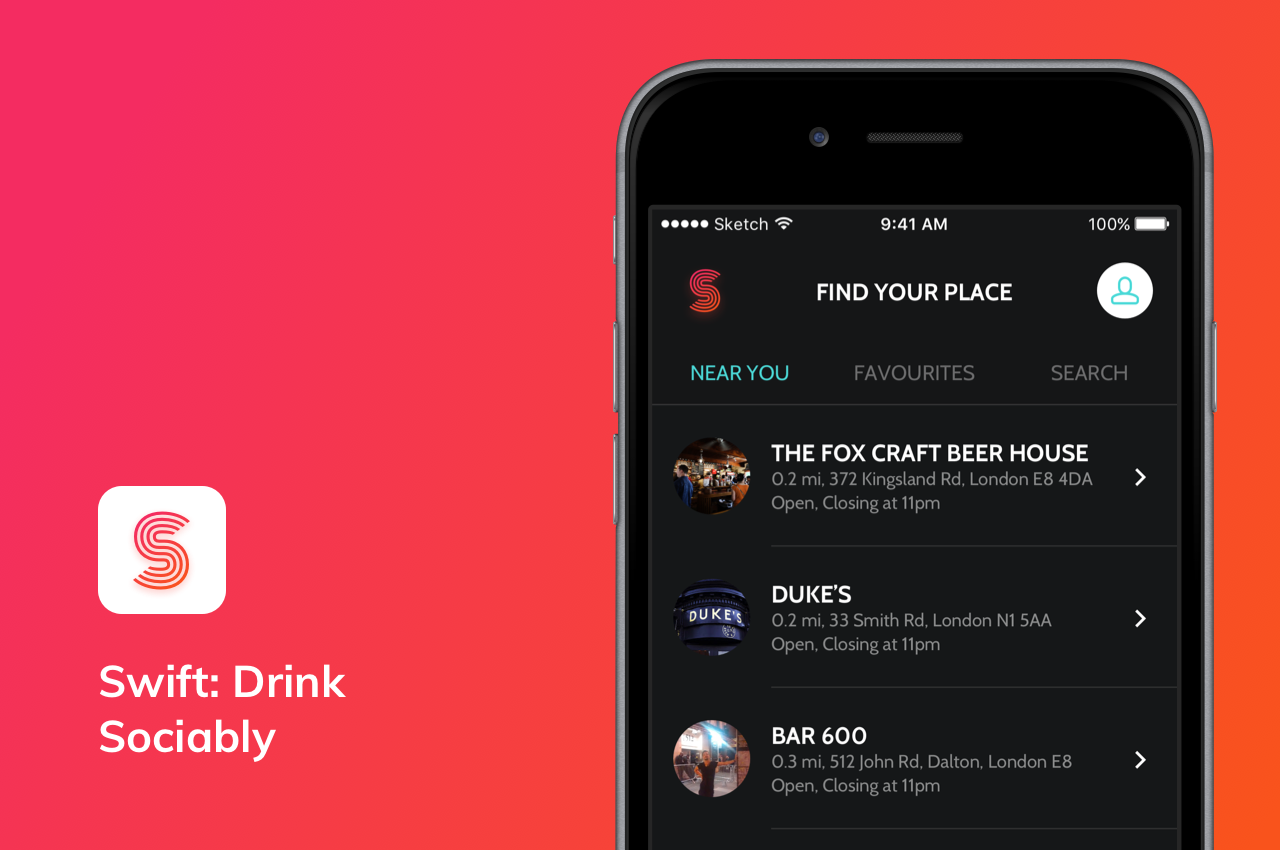 Swift: Drink
Sociably
Sketch
9:41 AM
100%
S
FIND YOUR PLACE
NEAR YOU
FAVOURITES
SEARCH
THE FOX CRAFT BEER HOUSE
0.2 mi, 372 Kingsland Rd, London E8 4DA
Open, Closing at 11pm
DUKE'S
DUKE’S
0.2 mi, 33 Smith Rd, London N1 5AA
Open, Closing at 11pm
BAR 600
0.3 mi, 512 John Rd, Dalton, London E8
Open, Closing at 11pm